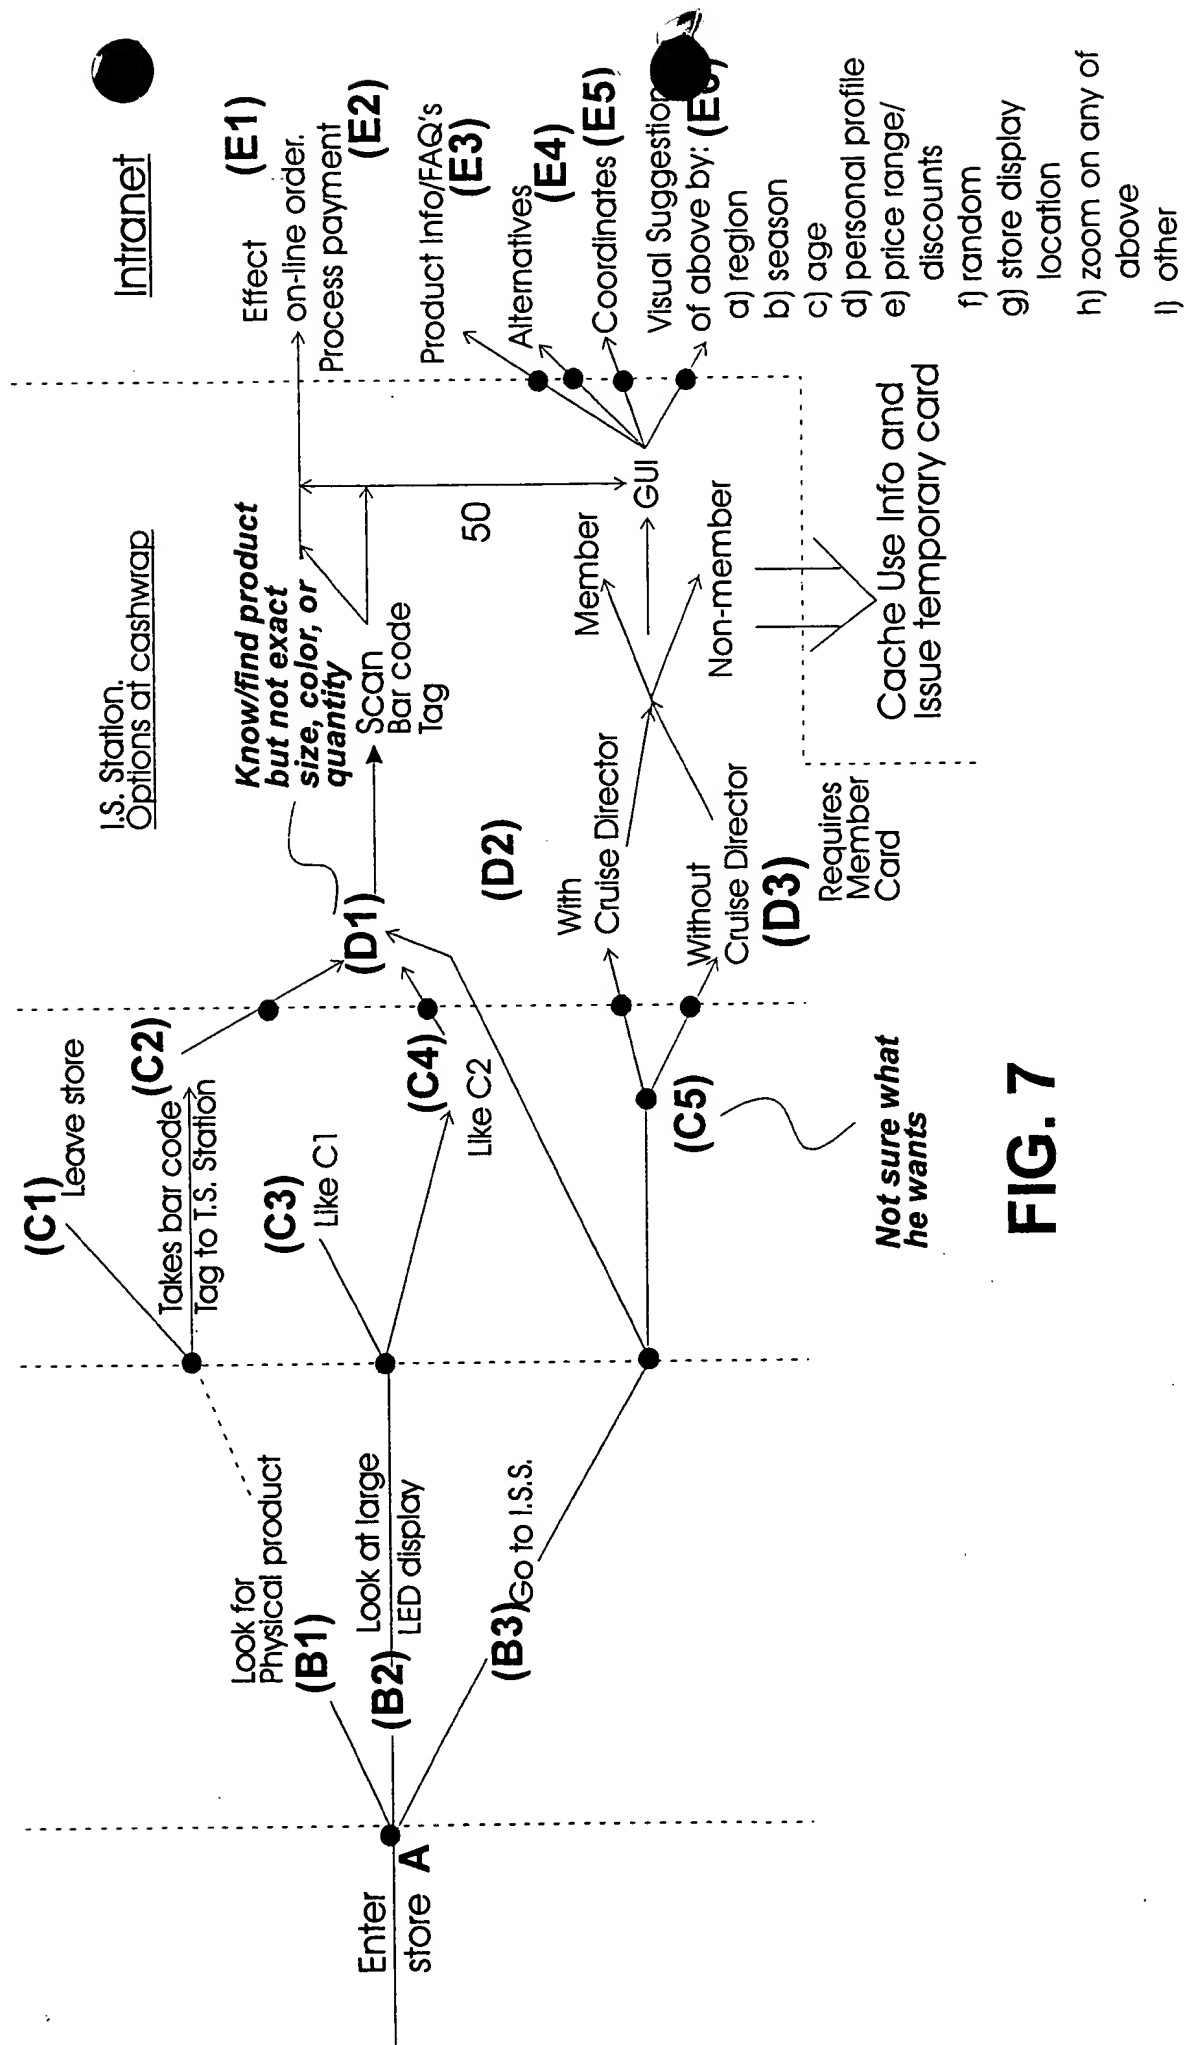 Enter
store A
Look for
Physical product
(B1)
Look at large
(B2)
LED display
(B3)
Go to I.S.S.
(C1)
Leave store
(C2)
Takes bar code
Tag to T.S. Station
(C3)
Like C1
(C4)
Like C2
(C5)
Not sure what
he wants
I.S. Station.
Options at cashwrap
Know/find product
but not exact
size, color, or
quantity
(D1)
Scan
Bar code
Tag
50
(D2)
With
Cruise Director
Without
Cruise Director
(D3)
Requires
Member
Card
Member
Non-member
GUI
Cache Use Info and
Issue temporary card
Intranet
(E1)
Effect
on-line order.
Process payment
(E2)
Product Info/FAQ's
(E3)
Alternatives
(E4)
Coordinates (E5)
Visual Suggestion
of above by:
a) region
b) season
c) age
d) personal profile
e) price range/
discounts
f) random
g) store display
location
h) zoom on any of
above
I) other
FIG. 7